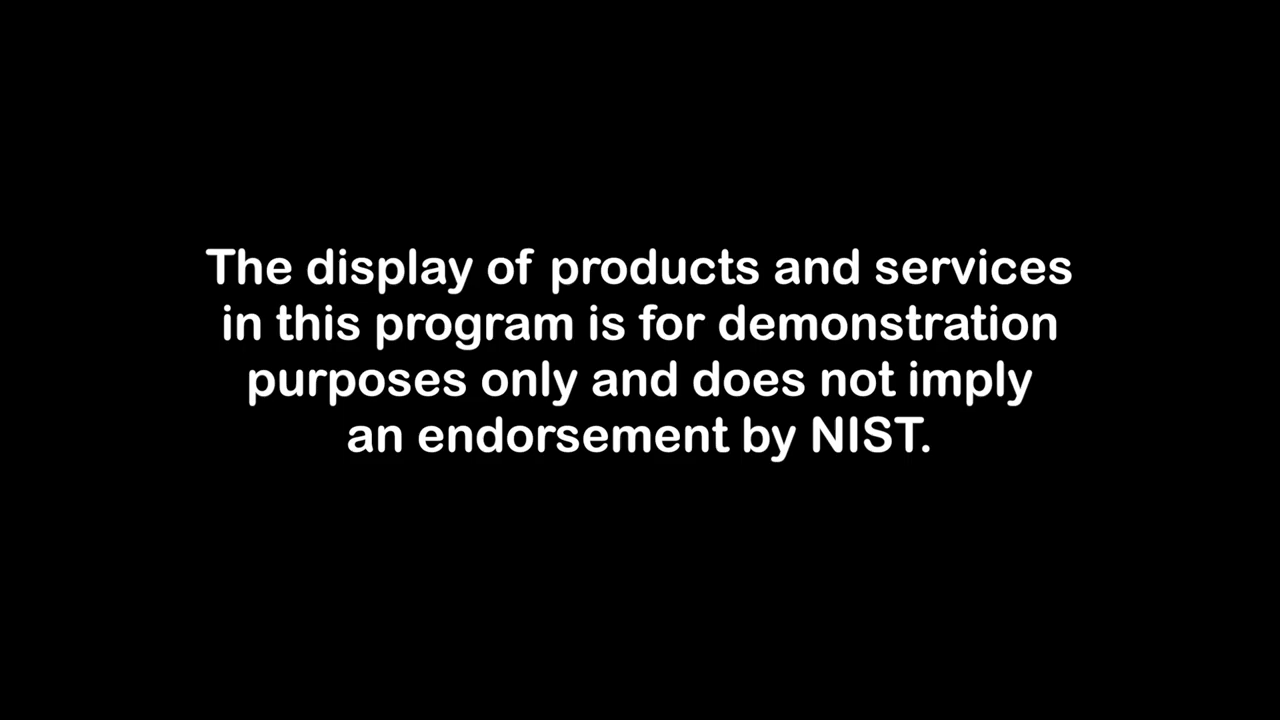 The display of products and services
in this program is for demonstration
purposes only and does not imply
an endorsement by NIST.